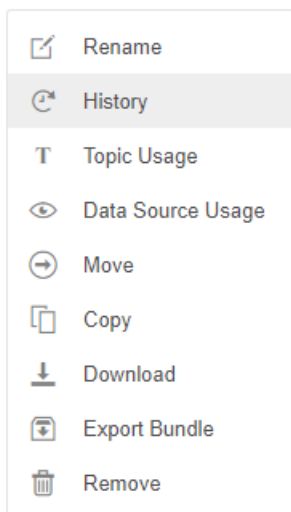 Rename
History
T Topic Usage
Data Source Usage
Move
Copy
Download
Export Bundle
Remove